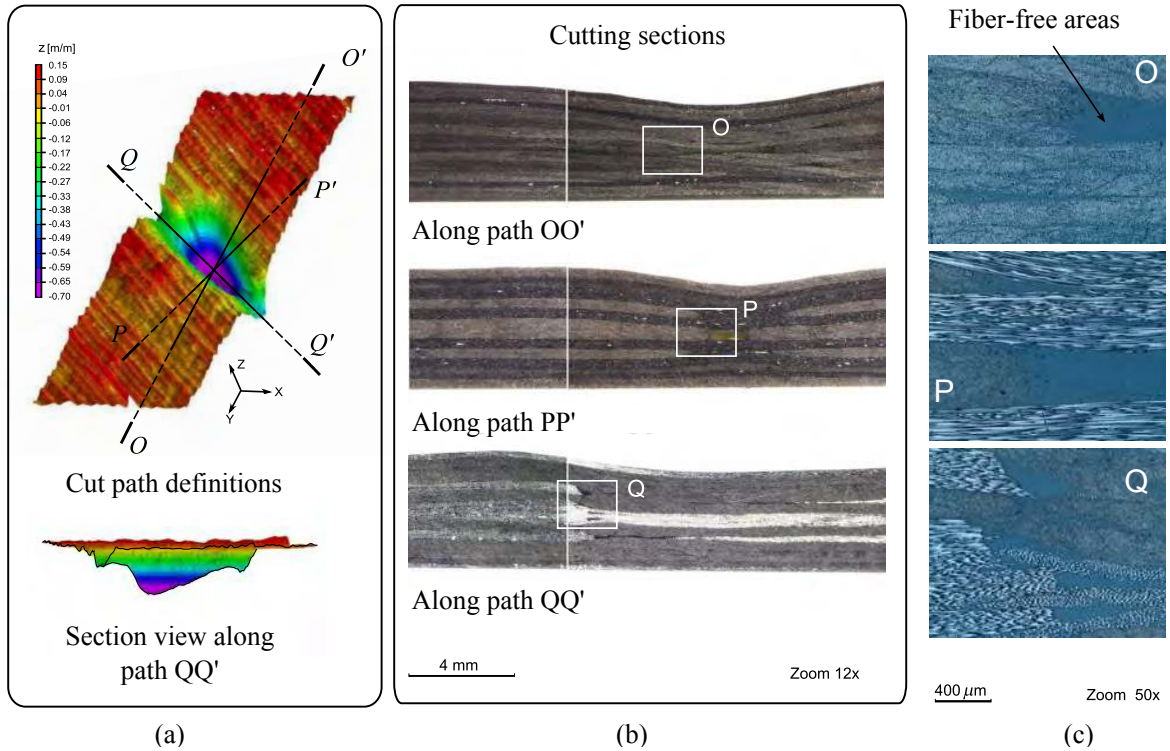 z [m/m]
0.15
0.04
0.01
-0.06
-0.12
-0.17
-0.22
-0.27
-0.33
-0.38
-0.43
-0.49
-0.54
-0.59
-0.65
-0.70
O'
Q
P'
P
Q'
O
Z
X
Y
Cut path definitions
Section view along
path QQ'
(a)
Cutting sections
O
Along path OO'
P
Along path PP'
Q
Along path QQ'
4 mm
Zoom 12x
(b)
Fiber-free areas
O
P
Q
400 μm
Zoom 50x
(c)